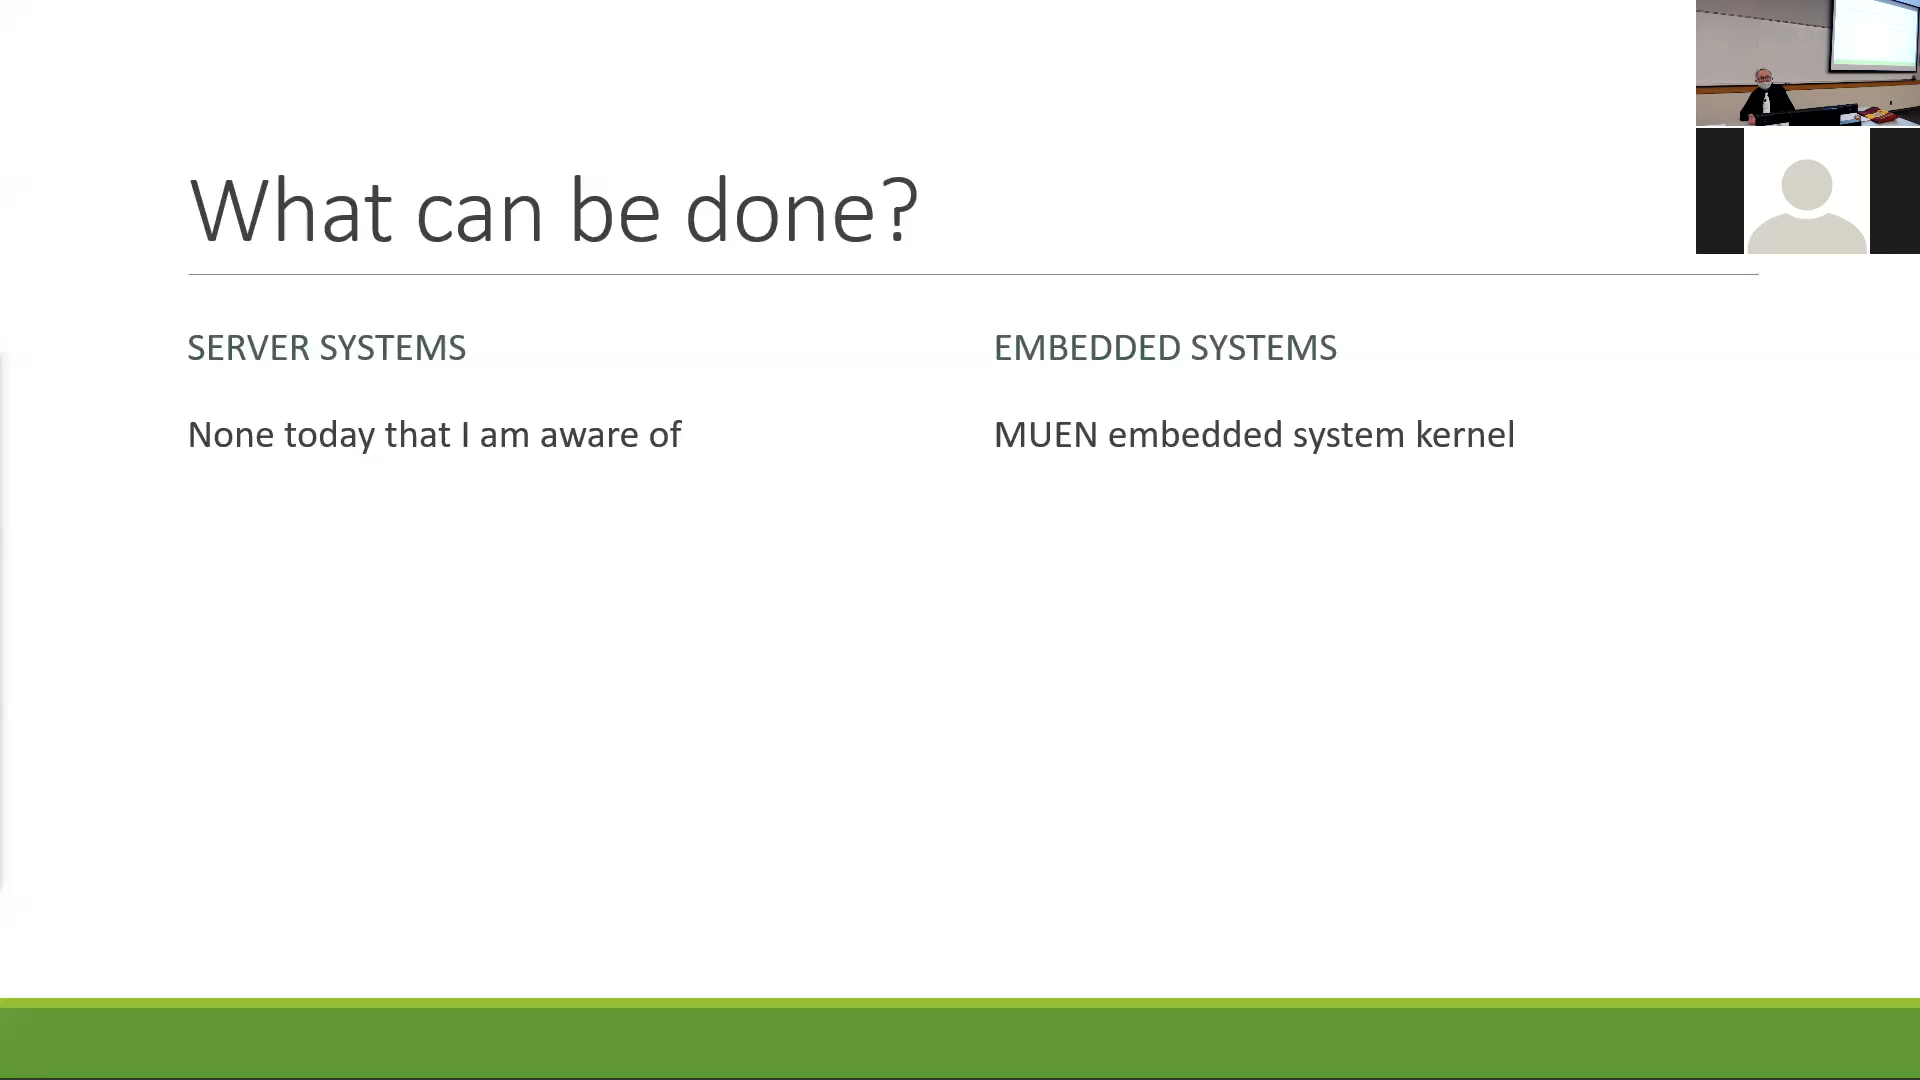 What can be done?
SERVER SYSTEMS
None today that I am aware of
EMBEDDED SYSTEMS
MUEN embedded system kernel